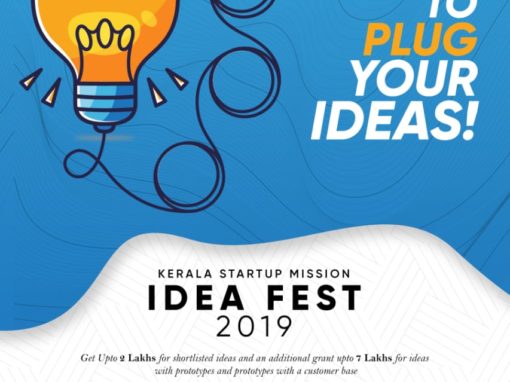 TO
PLUG
YOUR
IDEAS!
KERALA STARTUP MISSION
IDEA FEST
2019
Get Upto 2 Lakhs for shortlisted ideas and an additional grant upto 7 Lakhs for ideas
with prototypes and prototypes with a customer base